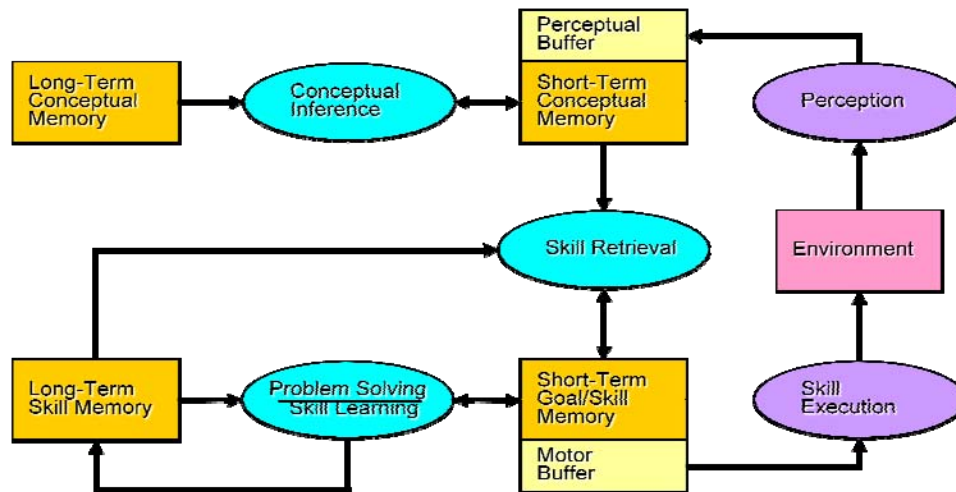 Perceptual
Buffer
Long-Term
Conceptual
Memory
Conceptual
Inference
Short-Term
Conceptual
Memory
Perception
Skill Retrieval
Environment
Long-Term
Skill Memory
Problem Solving
Skill Learning
Short-Term
Goal/Skill
Memory
Skill
Execution
Motor
Buffer